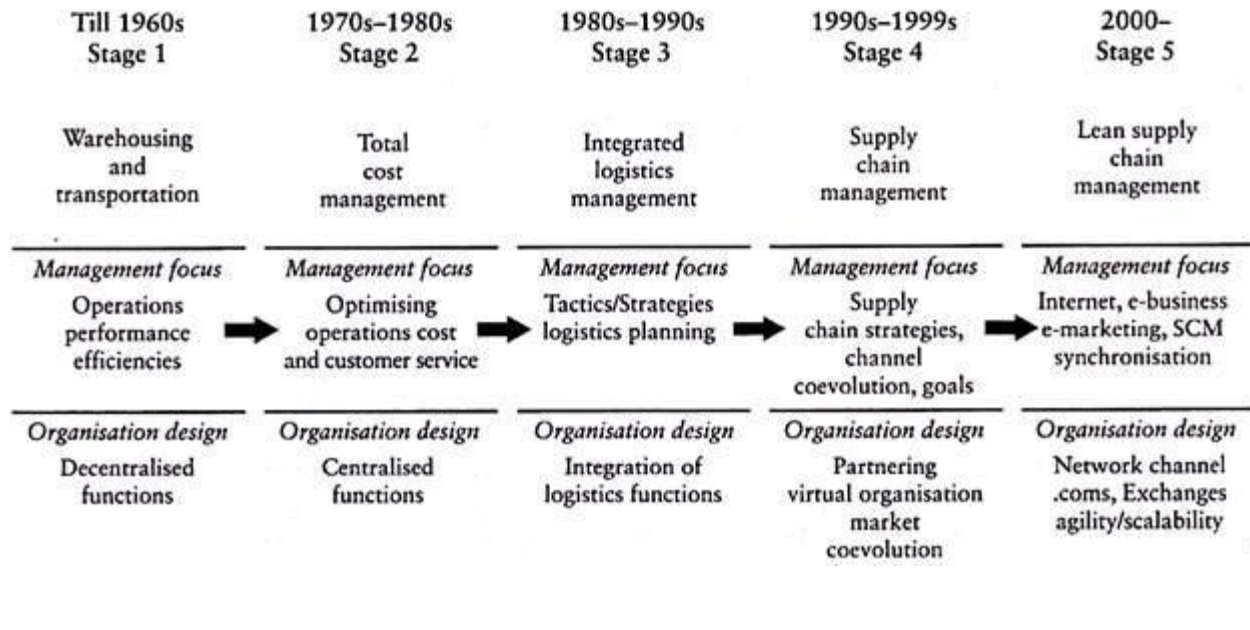 Till 1960s
Stage 1
1970s–1980s
Stage 2
1980s–1990s
Stage 3
1990s–1999s
Stage 4
2000–
Stage 5
Warehousing
and
transportation
Total
cost
management
Integrated
logistics
management
Supply
chain
management
Lean supply
chain
management
Management focus
Operations
performance
efficiencies
Management focus
Optimising
operations cost
and customer service
Management focus
Tactics/Strategies
logistics planning
Management focus
Supply
chain strategies,
channel
coevolution, goals
Management focus
Internet, e-business
e-marketing, SCM
synchronisation
Organisation design
Decentralised
functions
Organisation design
Centralised
functions
Organisation design
Integration of
logistics functions
Organisation design
Partnering
virtual organisation
market
coevolution
Organisation design
Network channel
.coms, Exchanges
agility/scalability